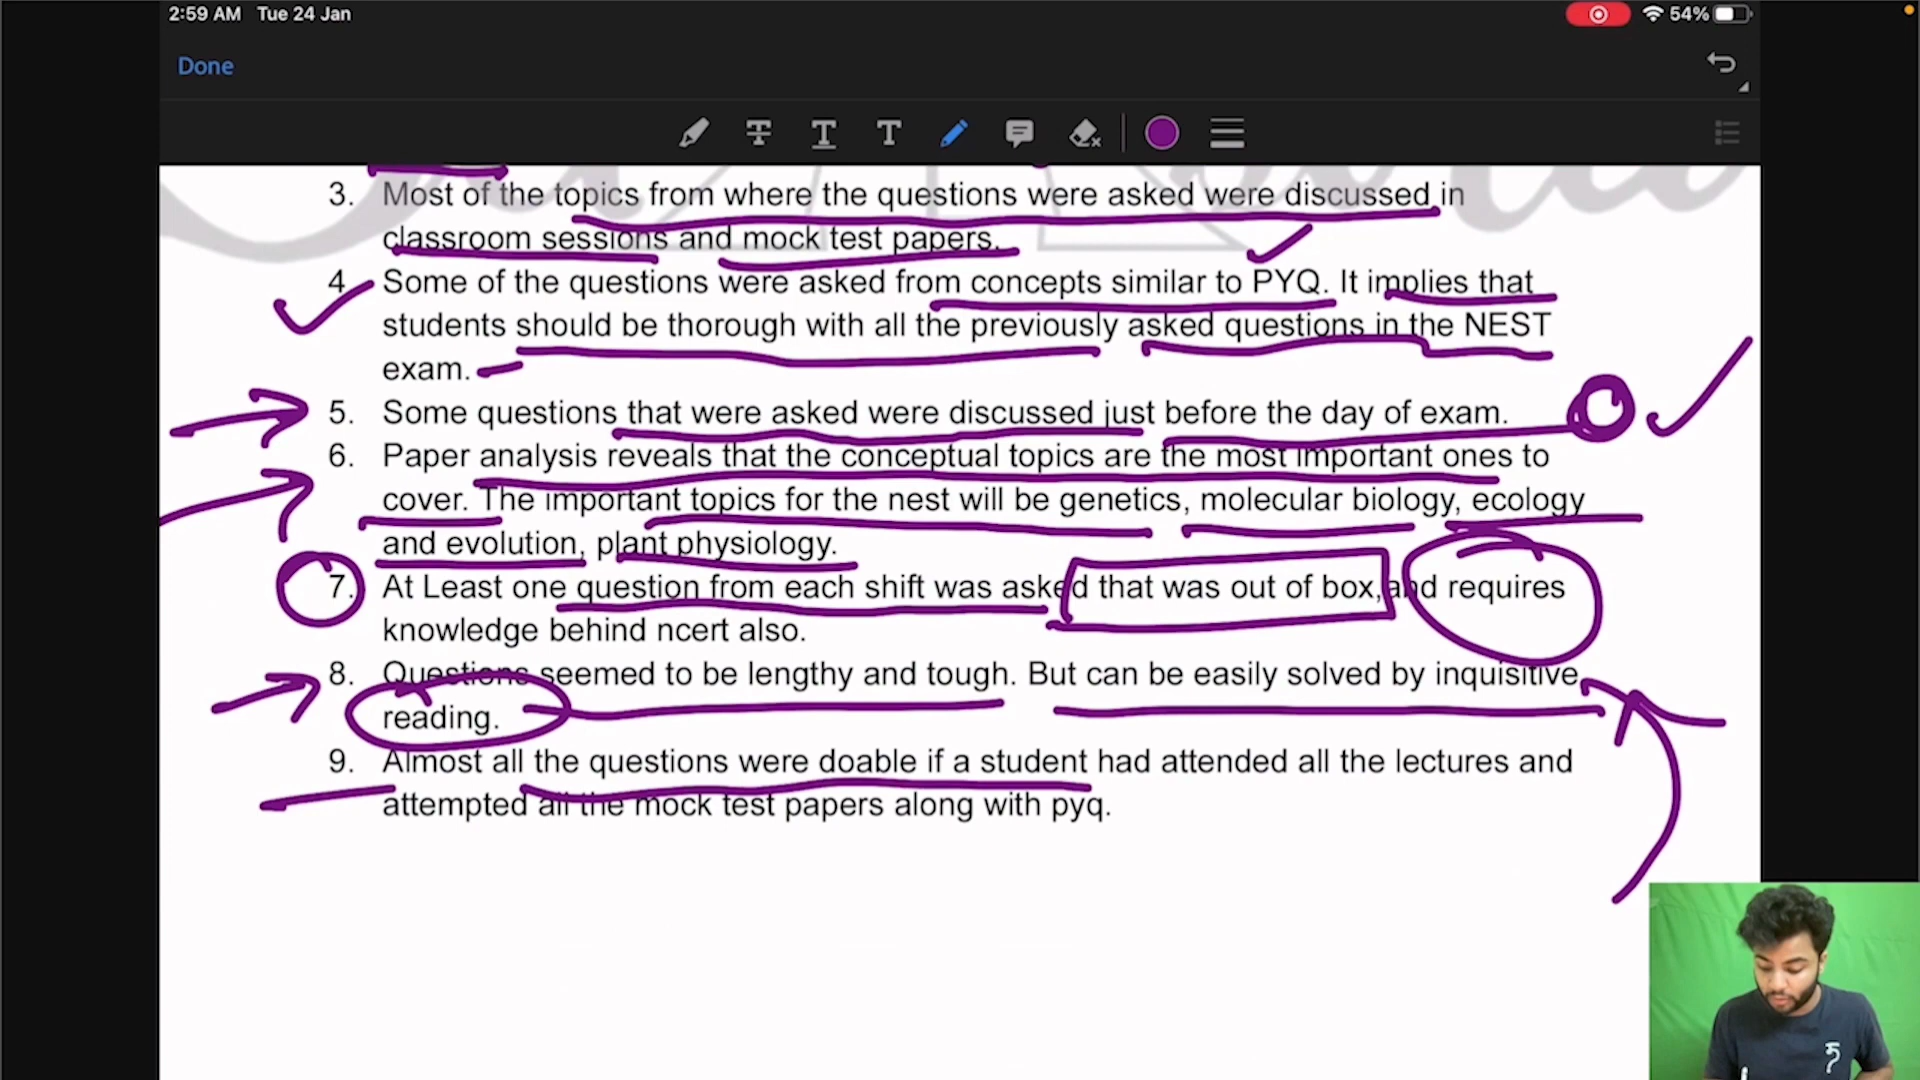 2:59 AM Tue 24 Jan
54%
Done
3. Most of the topics from where the questions were asked were discussed in
classroom sessions and mock test papers.
4. Some of the questions were asked from concepts similar to PYQ. It implies that
students should be thorough with all the previously asked questions in the NEST
exam.
5. Some questions that were asked were discussed just before the day of exam.
6. Paper analysis reveals that the conceptual topics are the most important ones to
cover. The important topics for the nest will be genetics, molecular biology, ecology
and evolution, plant physiology.
7. At Least one question from each shift was asked that was out of box, and requires
knowledge behind ncert also.
8. Questions seemed to be lengthy and tough. But can be easily solved by inquisitive
reading.
9. Almost all the questions were doable if a student had attended all the lectures and
attempted all the mock test papers along with pyq.